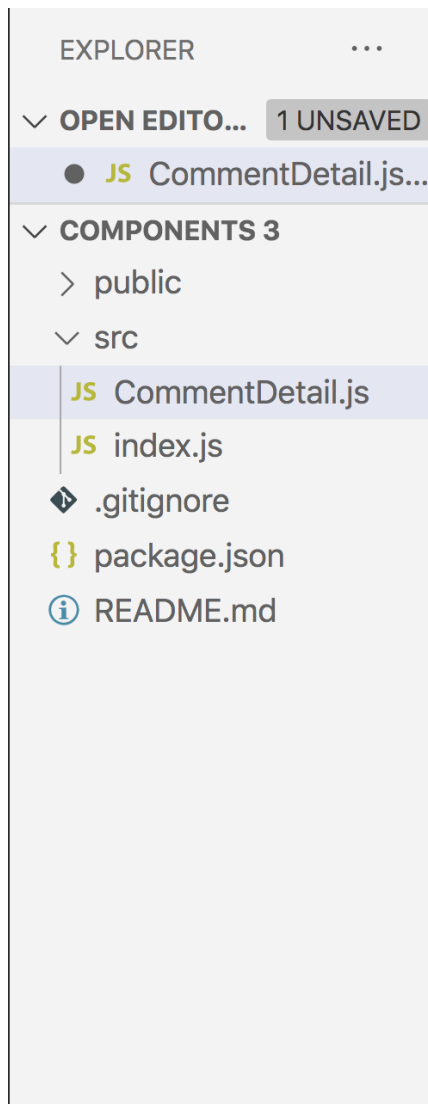 EXPLORER ...
OPEN EDITO... 1 UNSAVED
JS CommentDetail.js...
COMPONENTS 3
public
src
JS CommentDetail.js
JS index.js
.gitignore
{} package.json
README.md